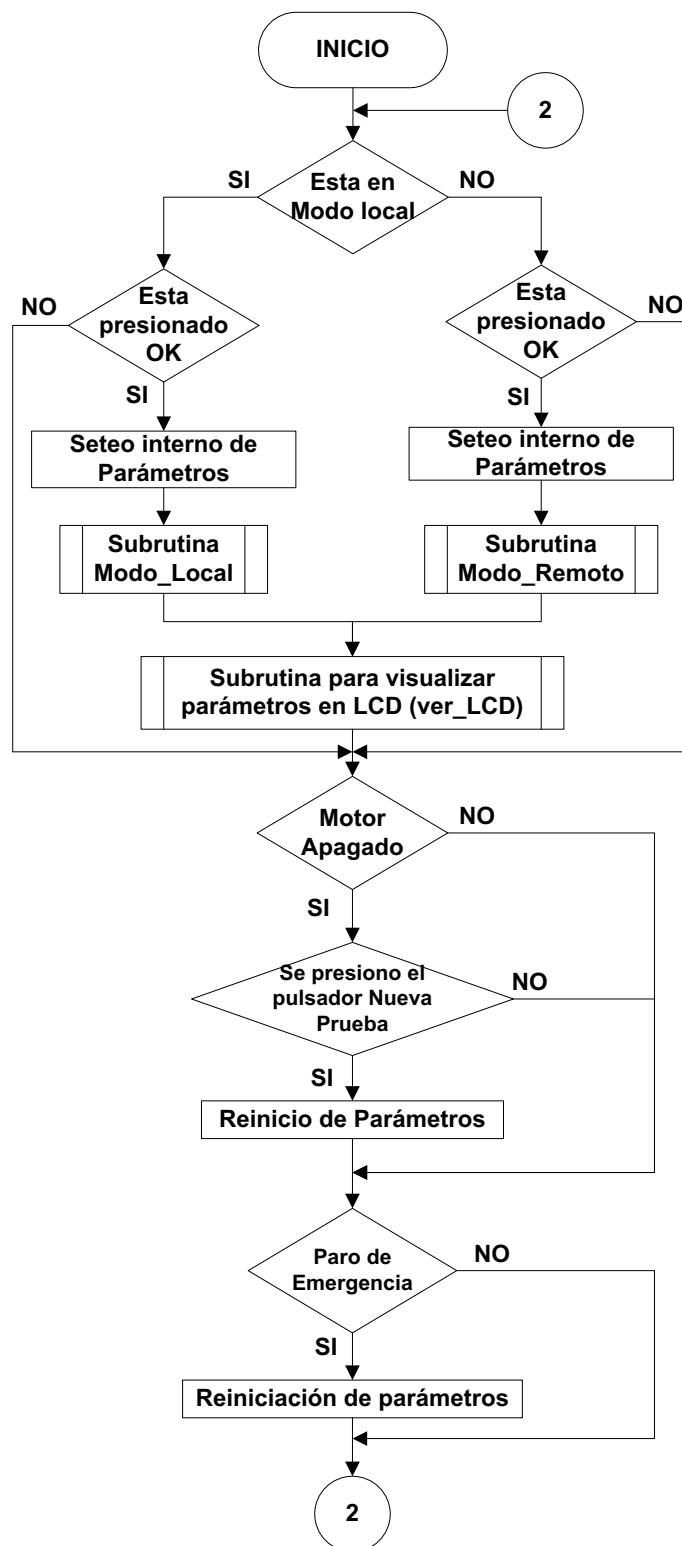 INICIO
2
SI
Esta en
Modo local
NO
NO
Esta
presionado
OK
SI
Esta
presionado
OK
NO
SI
Seteo interno de
Parámetros
Seteo interno de
Parámetros
Subrutina
Modo_Local
Subrutina
Modo_Remoto
Subrutina para visualizar
parámetros en LCD (ver_LCD)
Motor
Apagado
NO
SI
Se presiono el
pulsador Nueva
Prueba
NO
SI
Reinicio de Parámetros
Paro de
Emergencia
NO
SI
Reiniciación de parámetros
2